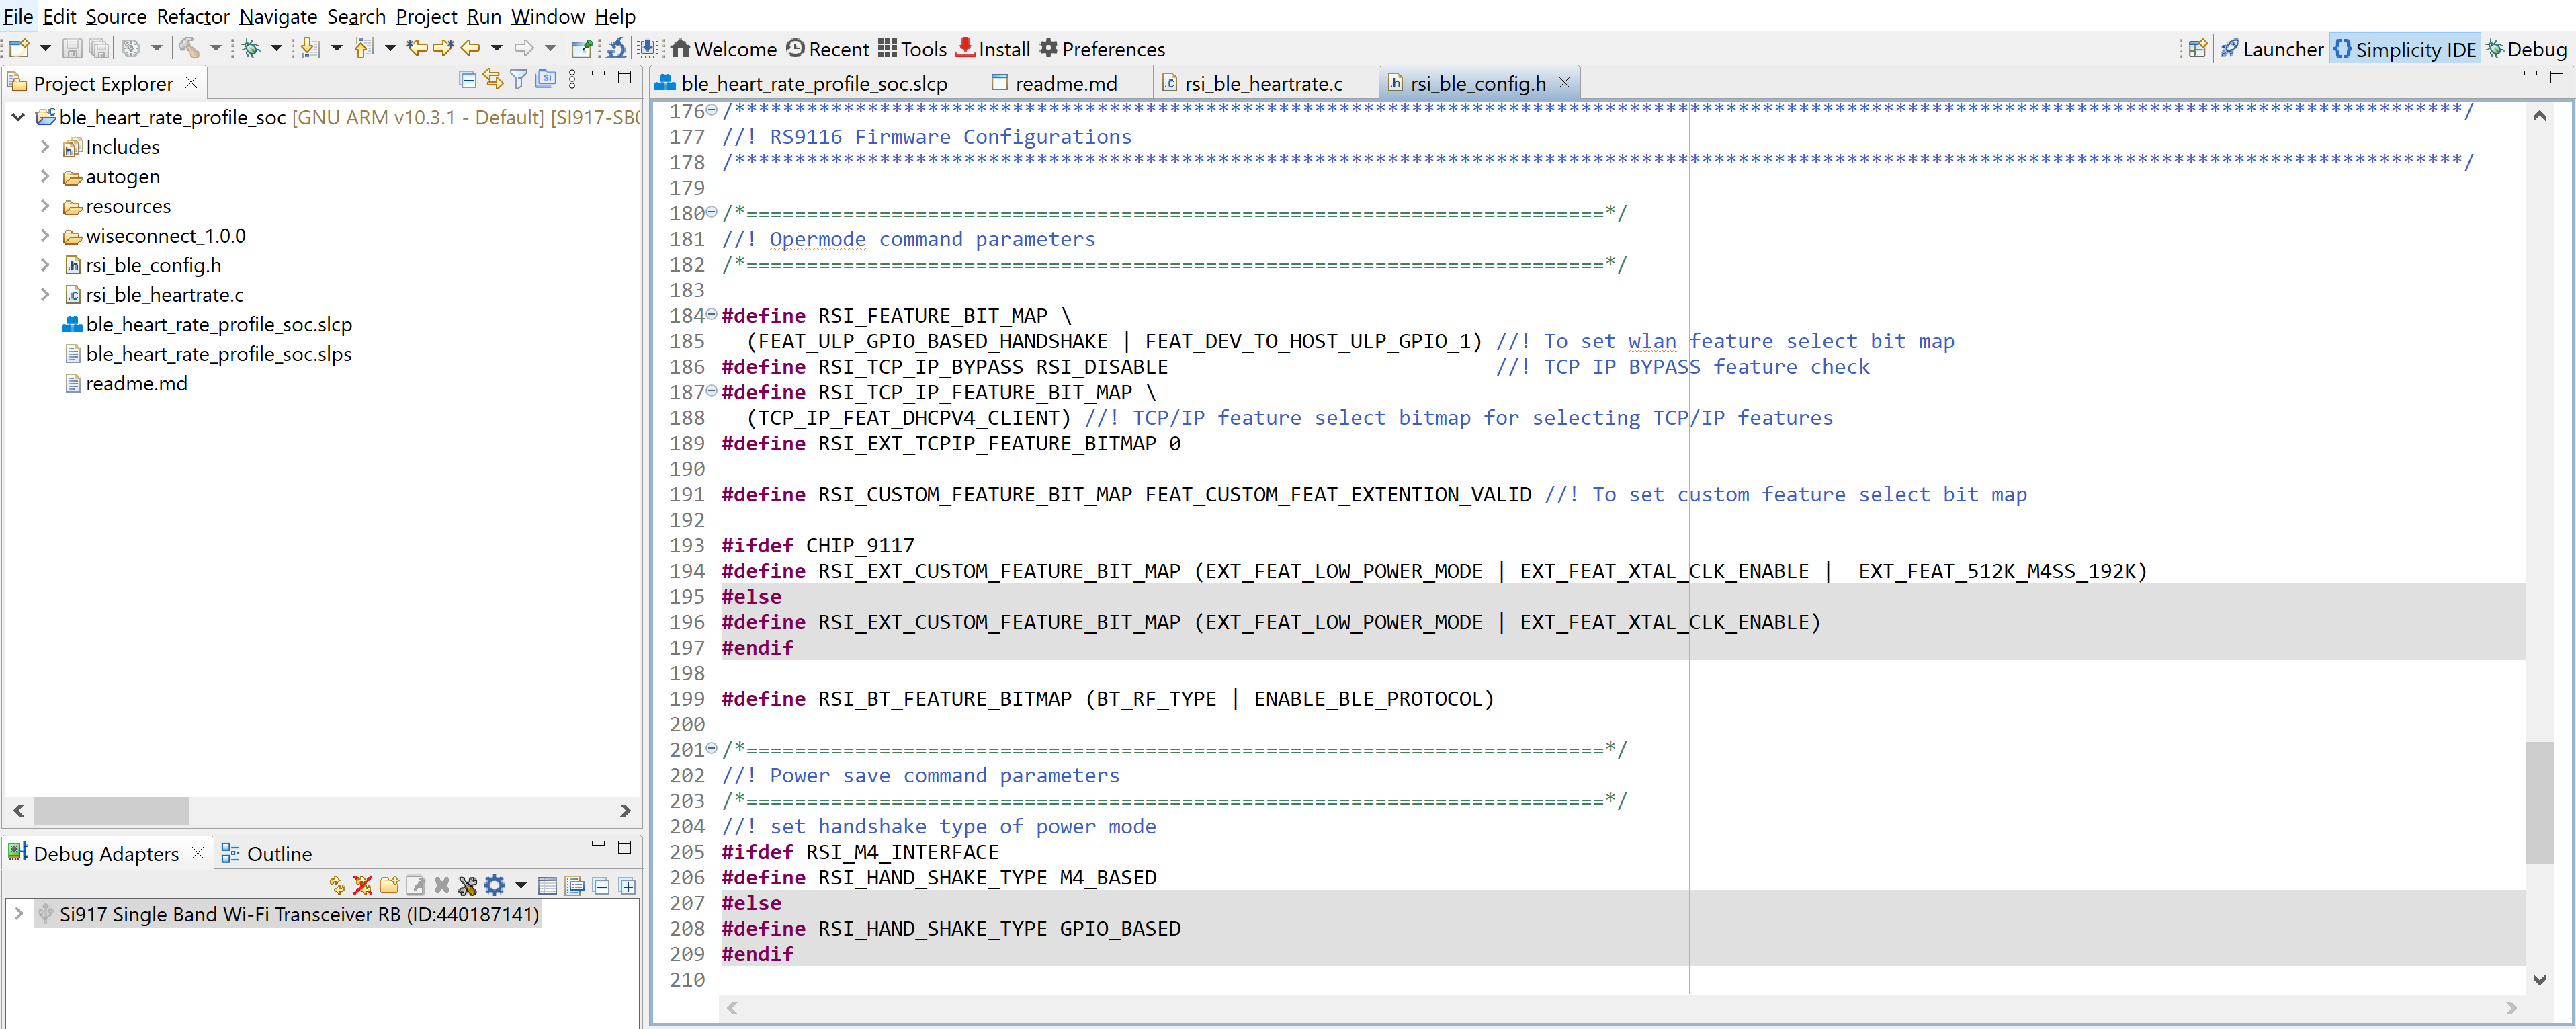 File Edit Source Refactor Navigate Search Project Run Window Help
Welcome Recent Tools Install Preferences Launcher Simplicity IDE Debug
Project Explorer
ble_heart_rate_profile_soc [GNU ARM v10.3.1 - Default] [SI917-SB0
Includes
autogen
resources
wiseconnect_1.0.0
rsi_ble_config.h
rsi_ble_heartrate.c
ble_heart_rate_profile_soc.slcp
ble_heart_rate_profile_soc.slps
readme.md
Debug Adapters Outline
Si917 Single Band Wi-Fi Transceiver RB (ID:440187141)
ble_heart_rate_profile_soc.slcp readme.md rsi_ble_heartrate.c rsi_ble_config.h
176 /************************************************************************************************************************************************/
177 //! RS9116 Firmware Configurations
178 /************************************************************************************************************************************************/
179
180 /*=======================================================================*/
181 //! Opermode command parameters
182 /*=======================================================================*/
183
184 #define RSI_FEATURE_BIT_MAP \
185 (FEAT_ULP_GPIO_BASED_HANDSHAKE | FEAT_DEV_TO_HOST_ULP_GPIO_1) //! To set wlan feature select bit map
186 #define RSI_TCP_IP_BYPASS RSI_DISABLE //! TCP IP BYPASS feature check
187 #define RSI_TCP_IP_FEATURE_BIT_MAP \
188 (TCP_IP_FEAT_DHCPV4_CLIENT) //! TCP/IP feature select bitmap for selecting TCP/IP features
189 #define RSI_EXT_TCPIP_FEATURE_BITMAP 0
190
191 #define RSI_CUSTOM_FEATURE_BIT_MAP FEAT_CUSTOM_FEAT_EXTENTION_VALID //! To set custom feature select bit map
192
193 #ifdef CHIP_9117
194 #define RSI_EXT_CUSTOM_FEATURE_BIT_MAP (EXT_FEAT_LOW_POWER_MODE | EXT_FEAT_XTAL_CLK_ENABLE | EXT_FEAT_512K_M4SS_192K)
195 #else
196 #define RSI_EXT_CUSTOM_FEATURE_BIT_MAP (EXT_FEAT_LOW_POWER_MODE | EXT_FEAT_XTAL_CLK_ENABLE)
197 #endif
198
199 #define RSI_BT_FEATURE_BITMAP (BT_RF_TYPE | ENABLE_BLE_PROTOCOL)
200
201 /*=======================================================================*/
202 //! Power save command parameters
203 /*=======================================================================*/
204 //! set handshake type of power mode
205 #ifdef RSI_M4_INTERFACE
206 #define RSI_HAND_SHAKE_TYPE M4_BASED
207 #else
208 #define RSI_HAND_SHAKE_TYPE GPIO_BASED
209 #endif
210